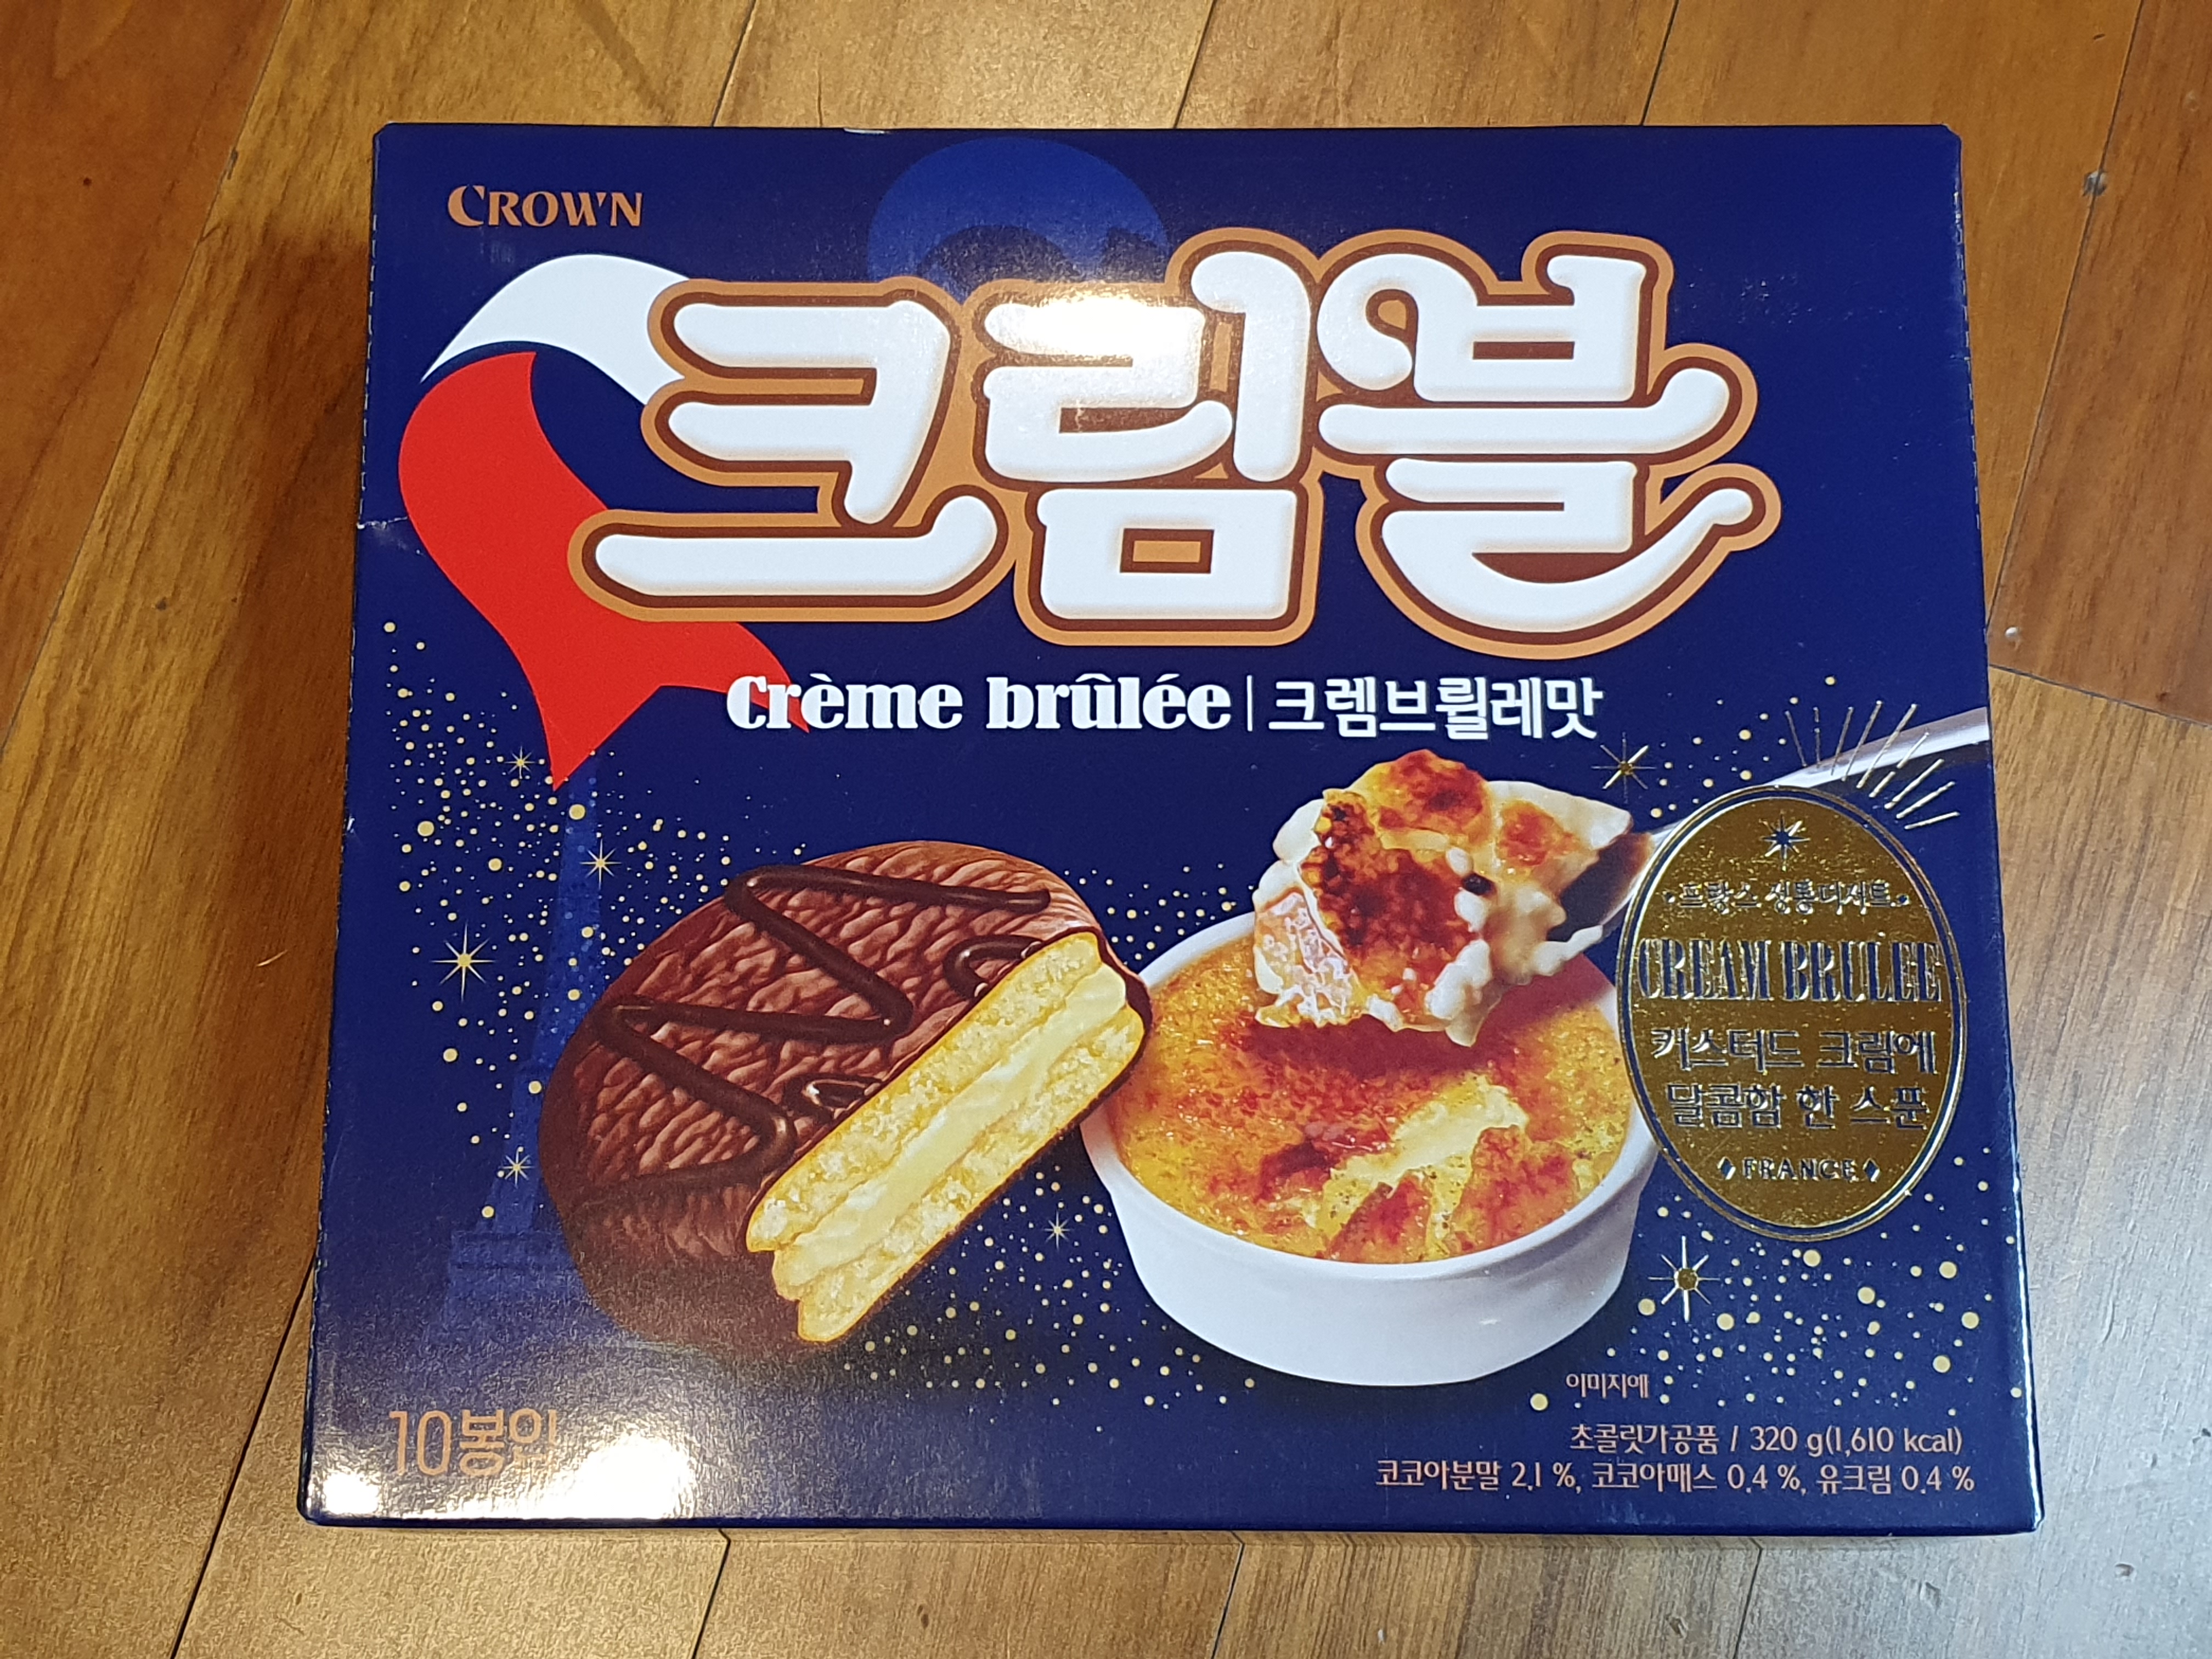 CROWN
크림블
Crème brûlée | 크렘브륄레맛
·프랑스 정통디저트·
CREAM BRULEE
커스터드 크림에
달콤함 한 스푼
FRANCE
이미지예
10봉입
초콜릿가공품 / 320 g(1,610 kcal)
코코아분말 2.1 %, 코코아매스 0.4 %, 유크림 0.4 %